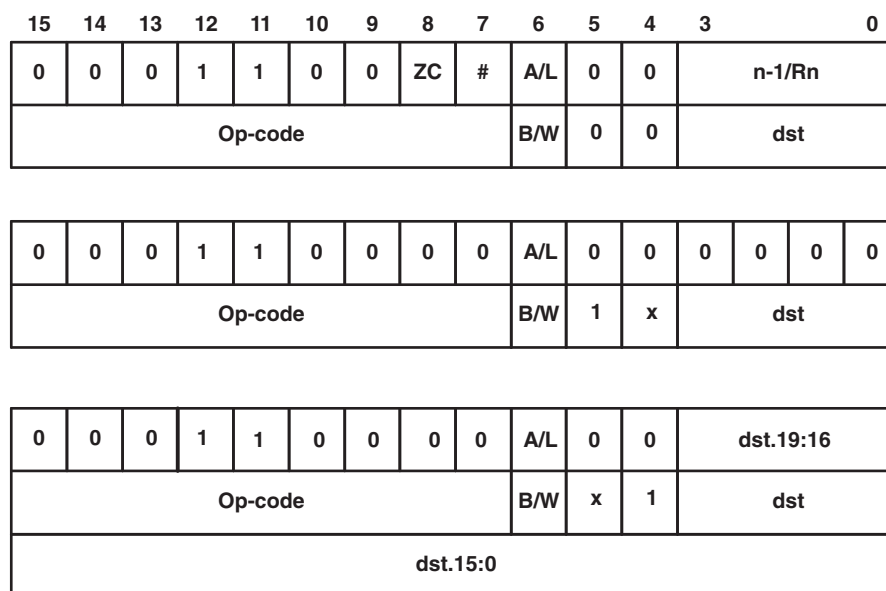 15 14 13 12 11 10 9 8 7 6 5 4 3 0
0 0 0 1 1 0 0 ZC # A/L 0 0 n-1/Rn
Op-code B/W 0 0 dst
0 0 0 1 1 0 0 0 0 A/L 0 0 0 0 0 0
Op-code B/W 1 x dst
0 0 0 1 1 0 0 0 0 A/L 0 0 dst.19:16
Op-code B/W x 1 dst
dst.15:0